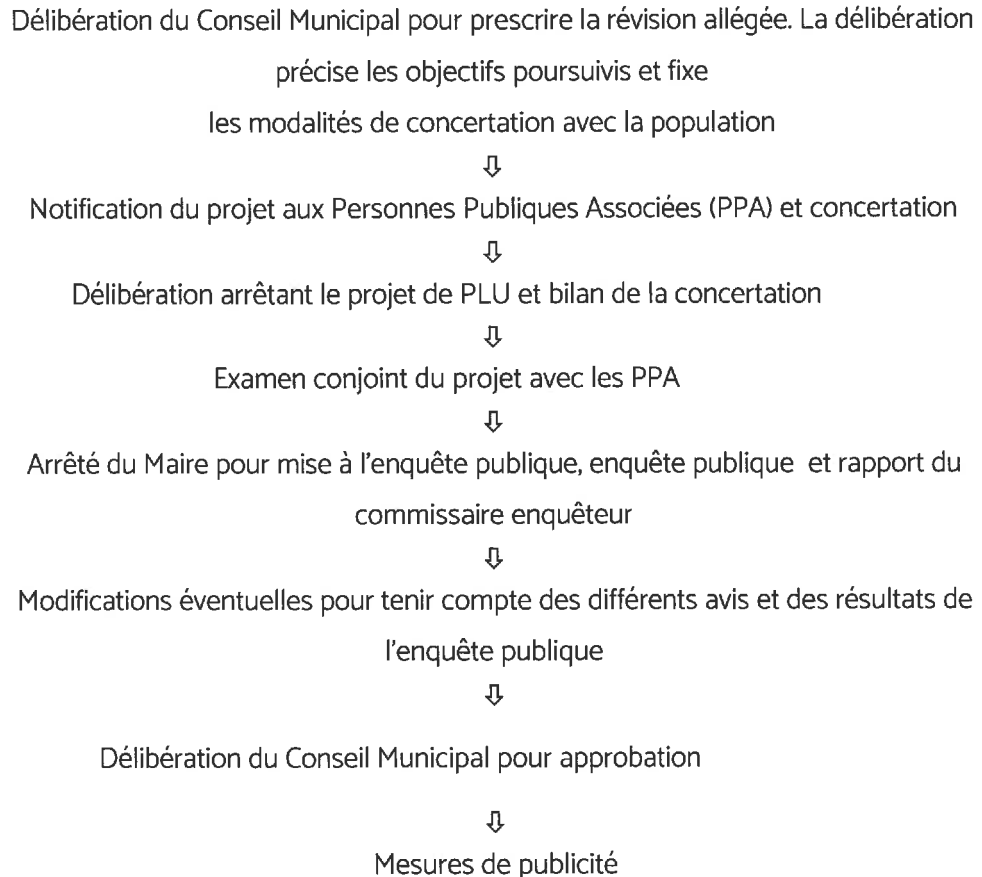 Délibération du Conseil Municipal pour prescrire la révision allégée. La délibération
précise les objectifs poursuivis et fixe
les modalités de concertation avec la population
⇩
Notification du projet aux Personnes Publiques Associées (PPA) et concertation
⇩
Délibération arrêtant le projet de PLU et bilan de la concertation
⇩
Examen conjoint du projet avec les PPA
⇩
Arrêté du Maire pour mise à l'enquête publique, enquête publique et rapport du
commissaire enquêteur
⇩
Modifications éventuelles pour tenir compte des différents avis et des résultats de
l'enquête publique
⇩
Délibération du Conseil Municipal pour approbation
⇩
Mesures de publicité